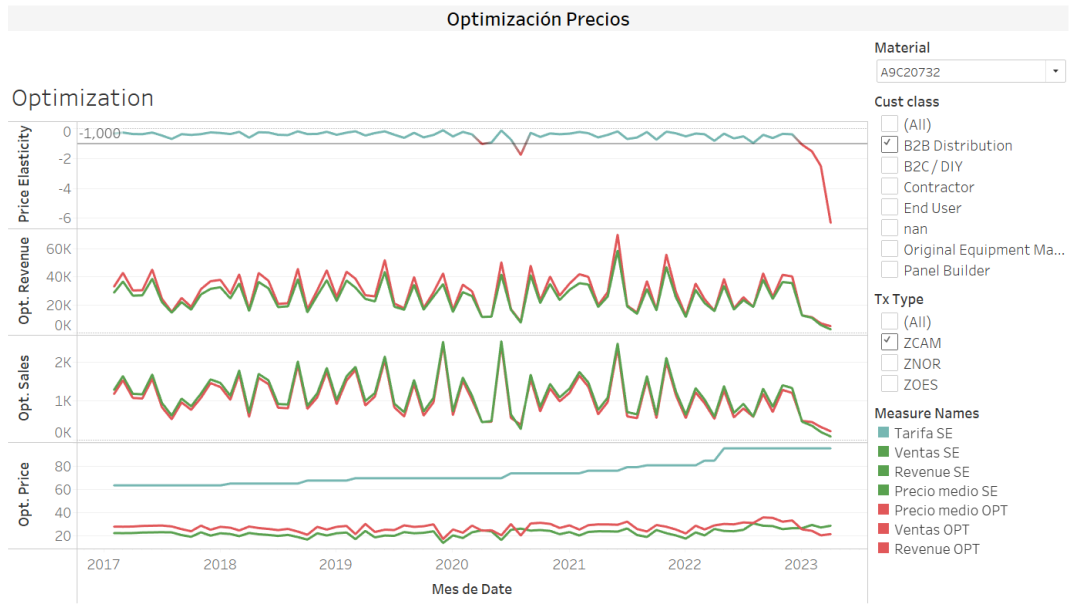 Optimización Precios
Optimization
Price Elasticity
0
-1,000
-2
-4
-6
Opt. Revenue
60K
40K
20K
0K
Opt. Sales
2K
1K
0K
Opt. Price
80
60
40
20
2017
2018
2019
2020
2021
2022
2023
Mes de Date
Material
A9C20732
Cust class
(All)
B2B Distribution
B2C / DIY
Contractor
End User
nan
Original Equipment Ma...
Panel Builder
Tx Type
(All)
ZCAM
ZNOR
ZOES
Measure Names
Tarifa SE
Ventas SE
Revenue SE
Precio medio SE
Precio medio OPT
Ventas OPT
Revenue OPT